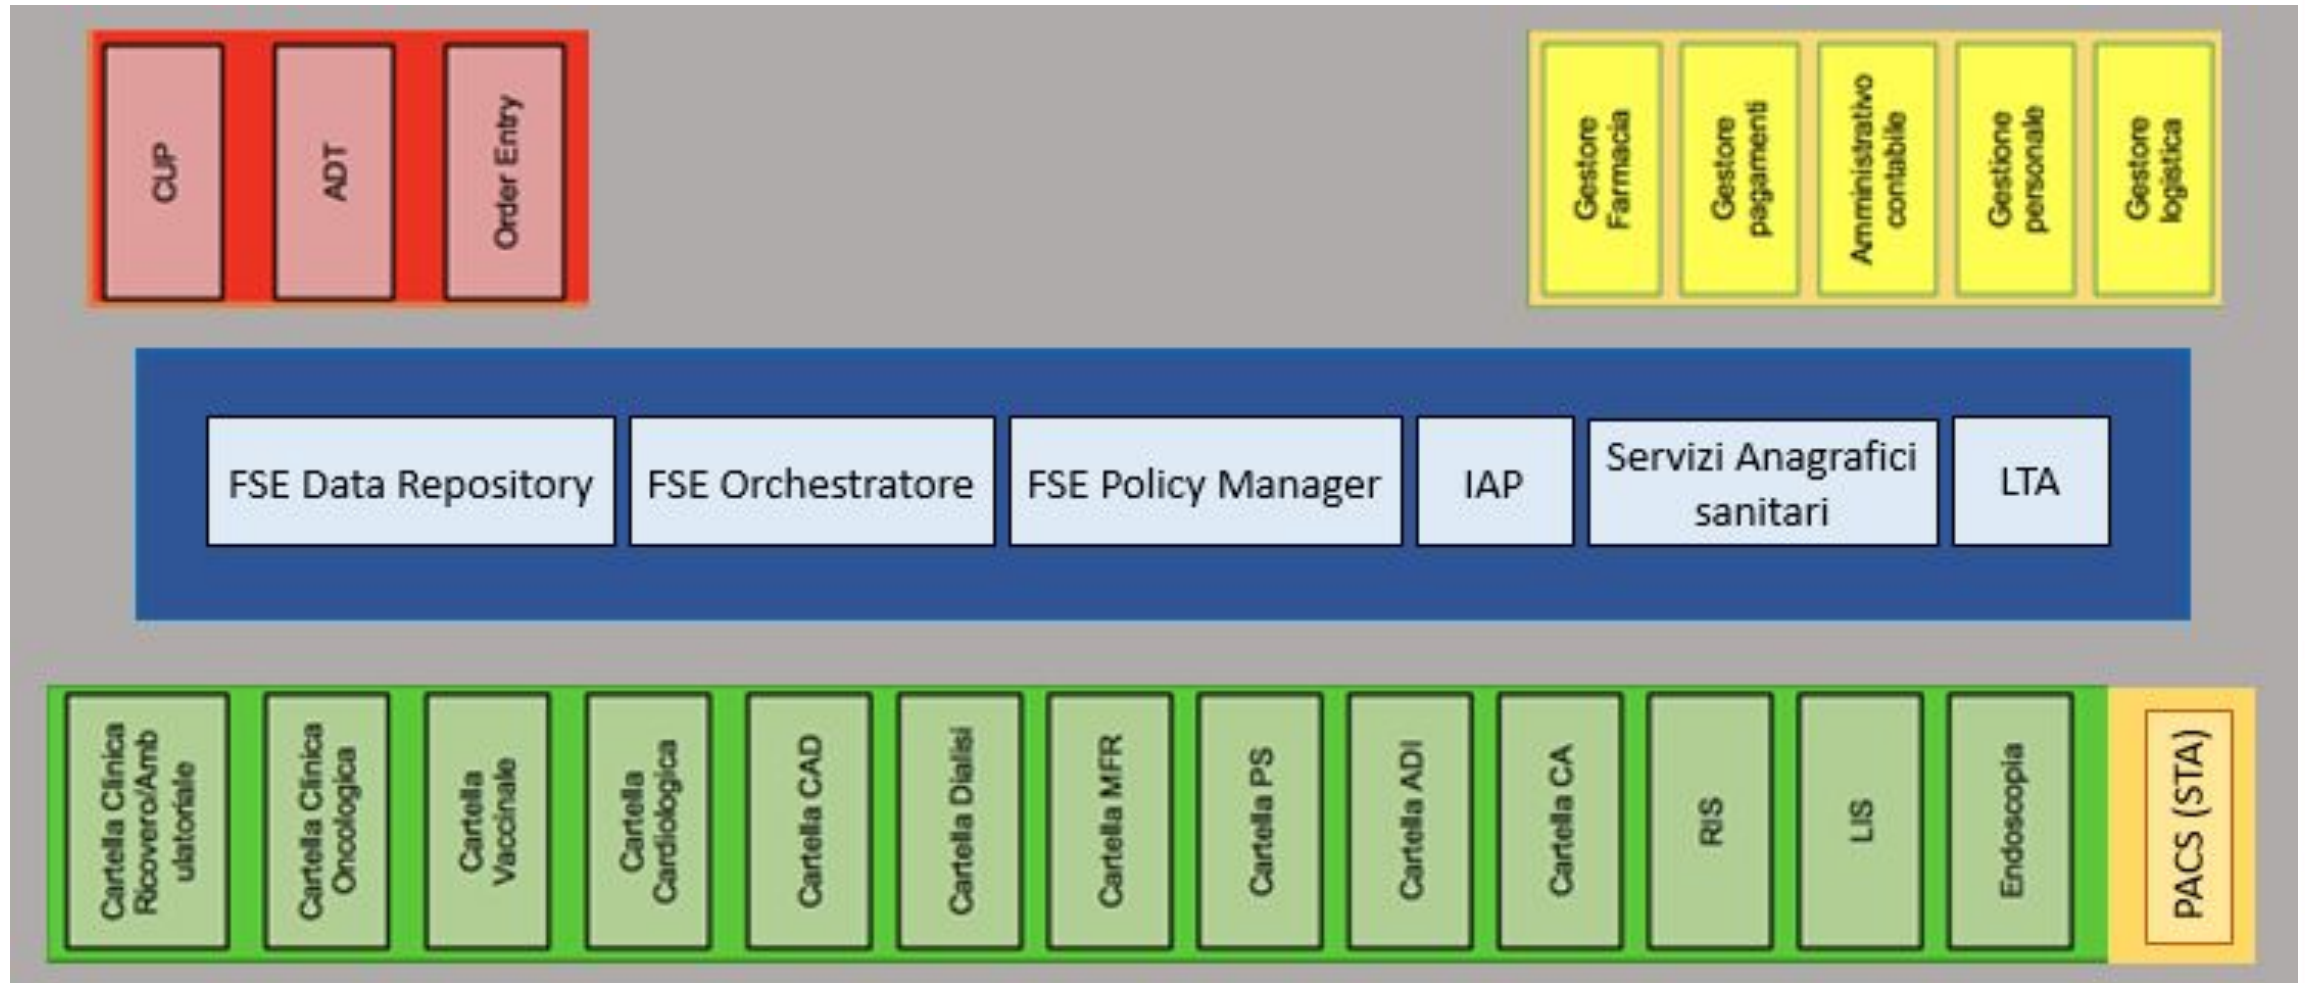 CUP
ADT
Order Entry
Gestore
Farmacia
Gestore
pagamenti
Amministrativo
contabile
Gestione
personale
Gestore
logistica
FSE Data Repository
FSE Orchestratore
FSE Policy Manager
IAP
Servizi Anagrafici
sanitari
LTA
Cartella Clinica
Ricovero/Amb
ulatoriale
Cartella Clinica
Oncologica
Cartella
Vaccinale
Cartella
Cardiologica
Cartella CAD
Cartella Dialisi
Cartella MFR
Cartella PS
Cartella ADI
Cartella CA
RIS
LIS
Endoscopia
PACS (STA)